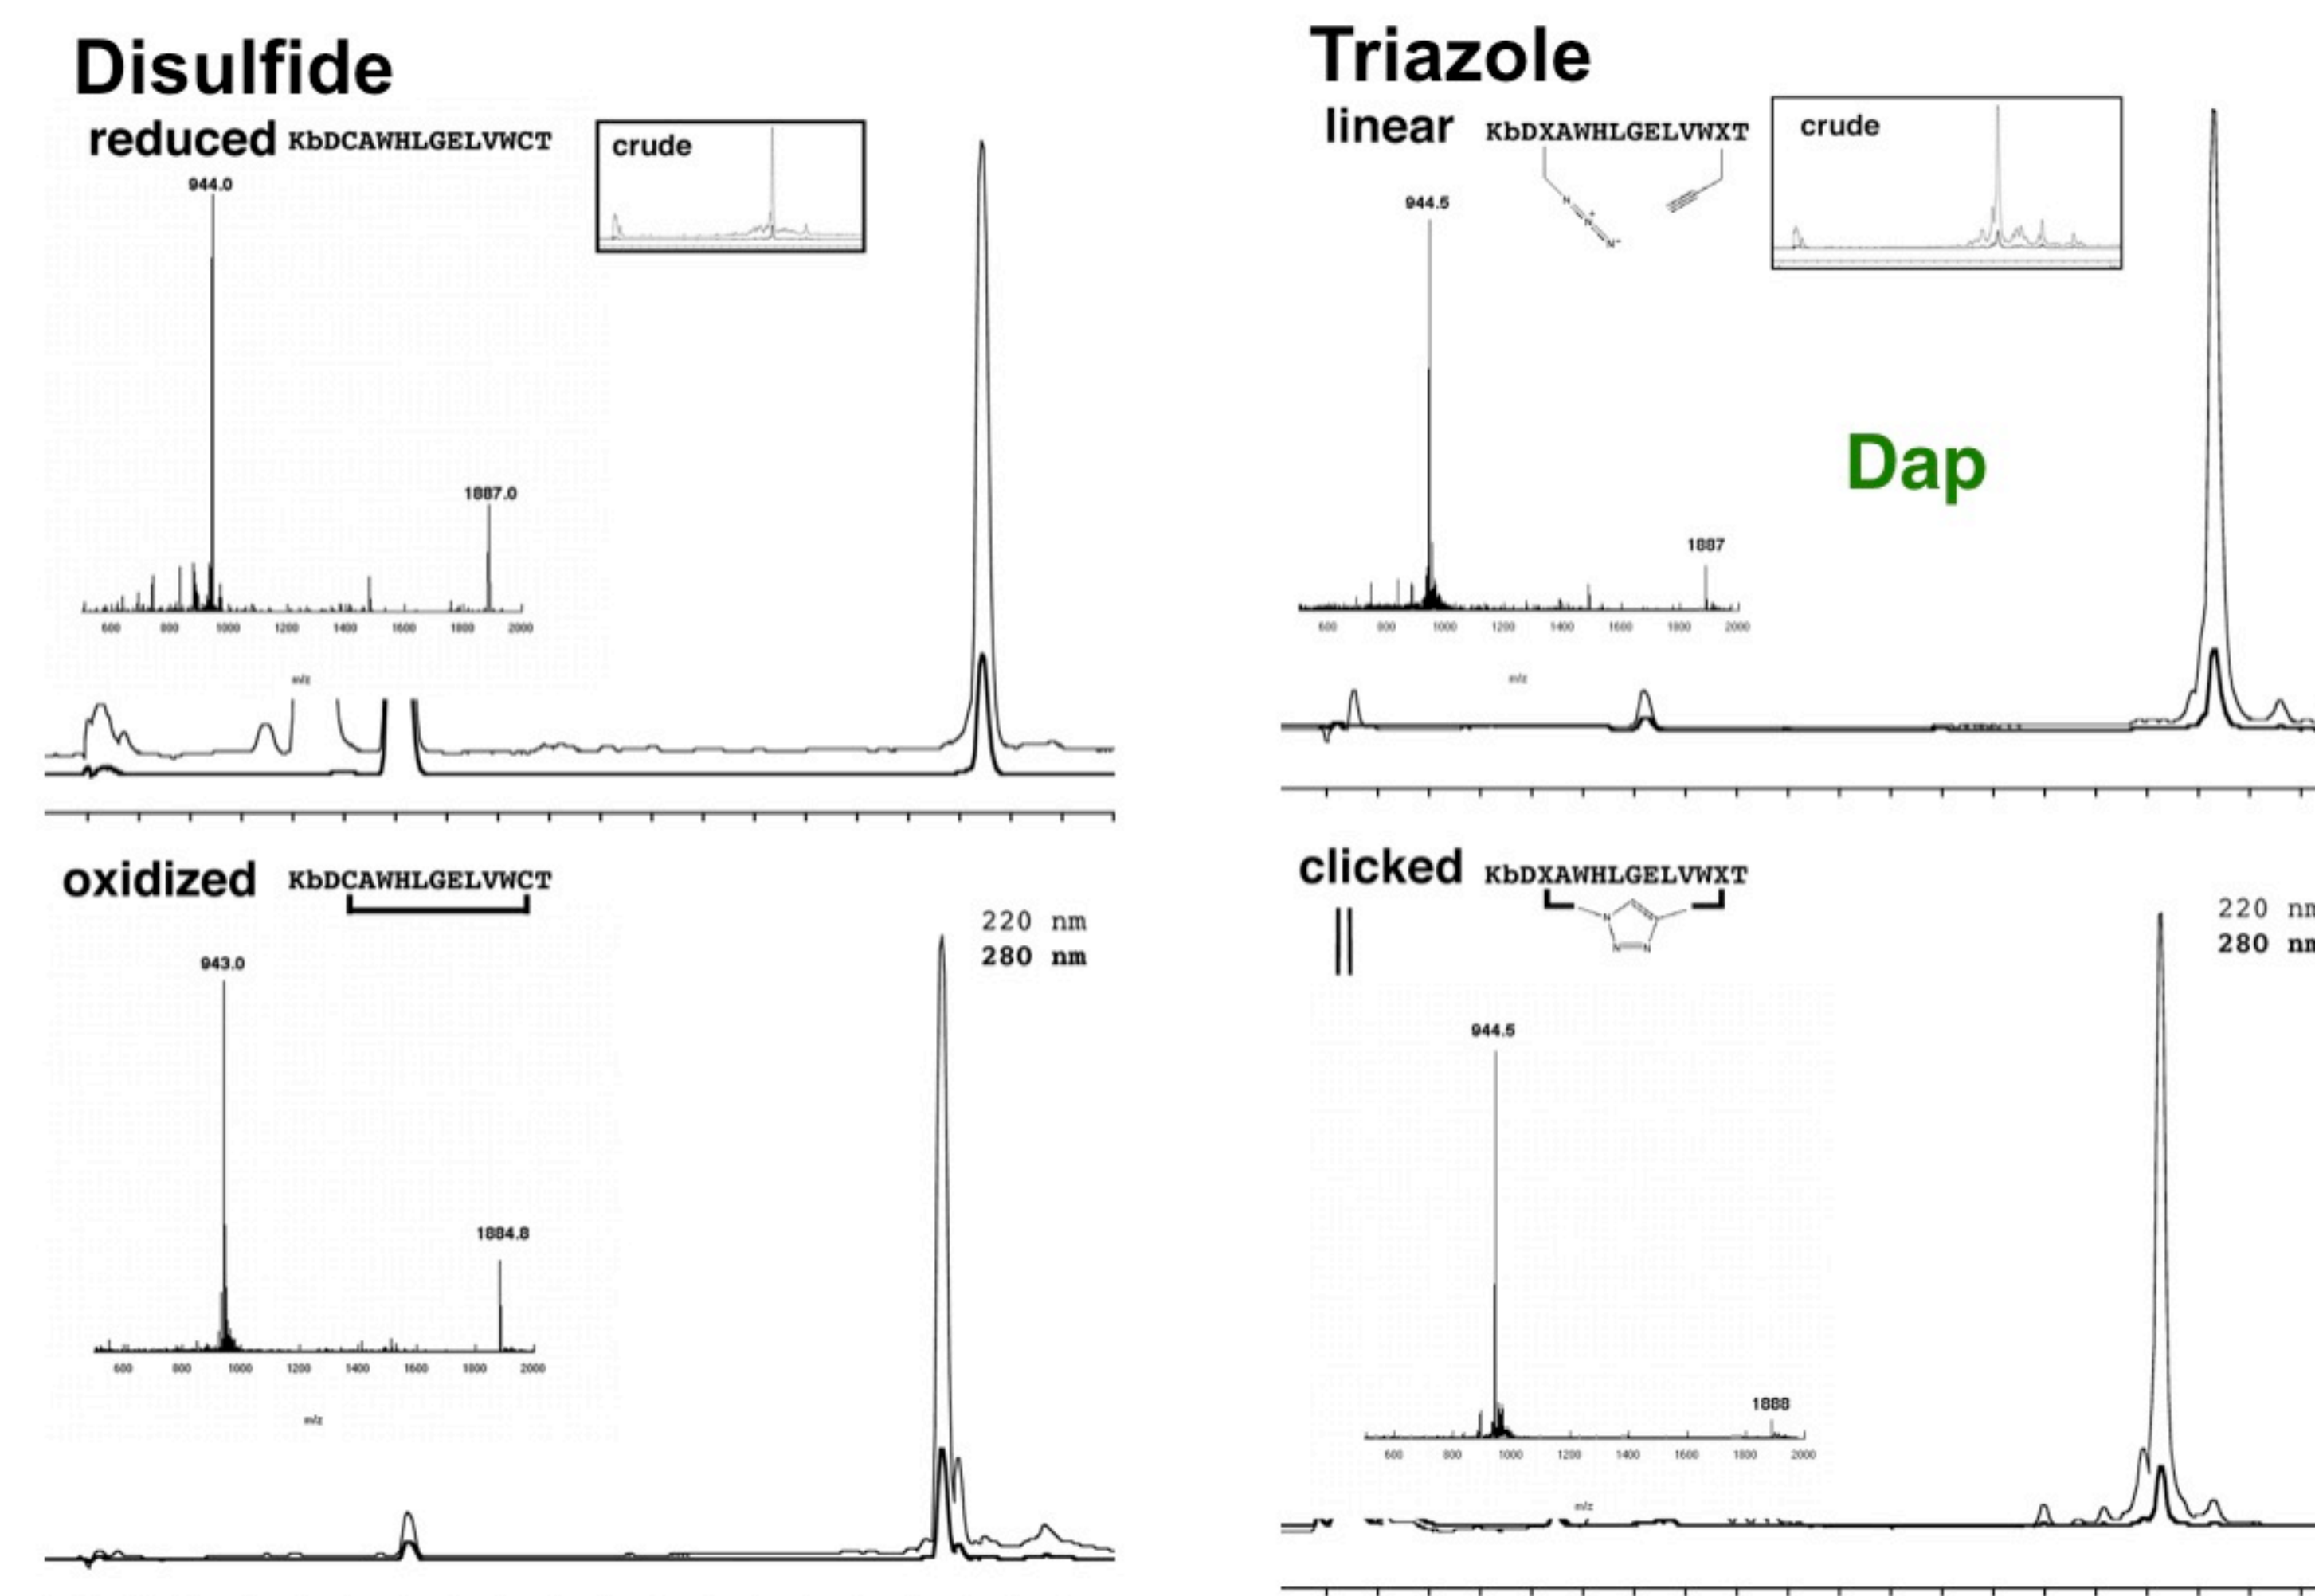 Disulfide
reduced KbDCAWHLGELVWCT
crude
944.0
1887.0
600 800 1000 1200 1400 1600 1800 2000
m/z
oxidized KbDCAWHLGELVWCT
220 nm
280 nm
943.0
1884.8
600 800 1000 1200 1400 1600 1800 2000
m/z
Triazole
linear KbDXAWHLGELVWXT
crude
N
N+
N-
944.5
Dap
1887
600 800 1000 1200 1400 1600 1800 2000
m/z
clicked KbDXAWHLGELVWXT
N
N N
220 nm
280 nm
944.5
1888
600 800 1000 1200 1400 1600 1800 2000
m/z